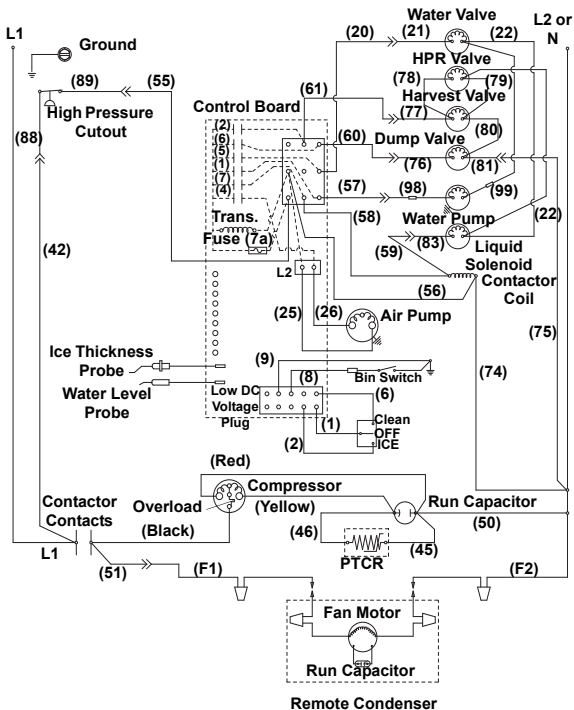 L1
Ground
(20)
(21)
Water Valve
(22)
L2 or
N
HPR Valve
(89)
(55)
(61)
(78)
(79)
High Pressure
Cutout
Control Board
Harvest Valve
(77)
(88)
(2)
(6)
(5)
(1)
(7)
(4)
(60)
(80)
Dump Valve
(76)
(81)
(57)
(98)
(99)
(58)
Water Pump
(22)
Trans.
Fuse
(7a)
(59)
(83)
Liquid
Solenoid
Contactor
Coil
(42)
L2
(56)
(25)
(26)
Air Pump
(75)
(74)
Ice Thickness
Probe
Water Level
Probe
(9)
(8)
Bin Switch
(6)
Low DC
Voltage
Plug
(1)
(2)
Clean
OFF
ICE
(Red)
Compressor
Contactor
Contacts
Overload
(Yellow)
Run Capacitor
(Black)
(46)
(45)
(50)
L1
PTCR
(51)
(F1)
(F2)
Fan Motor
Run Capacitor
Remote Condenser